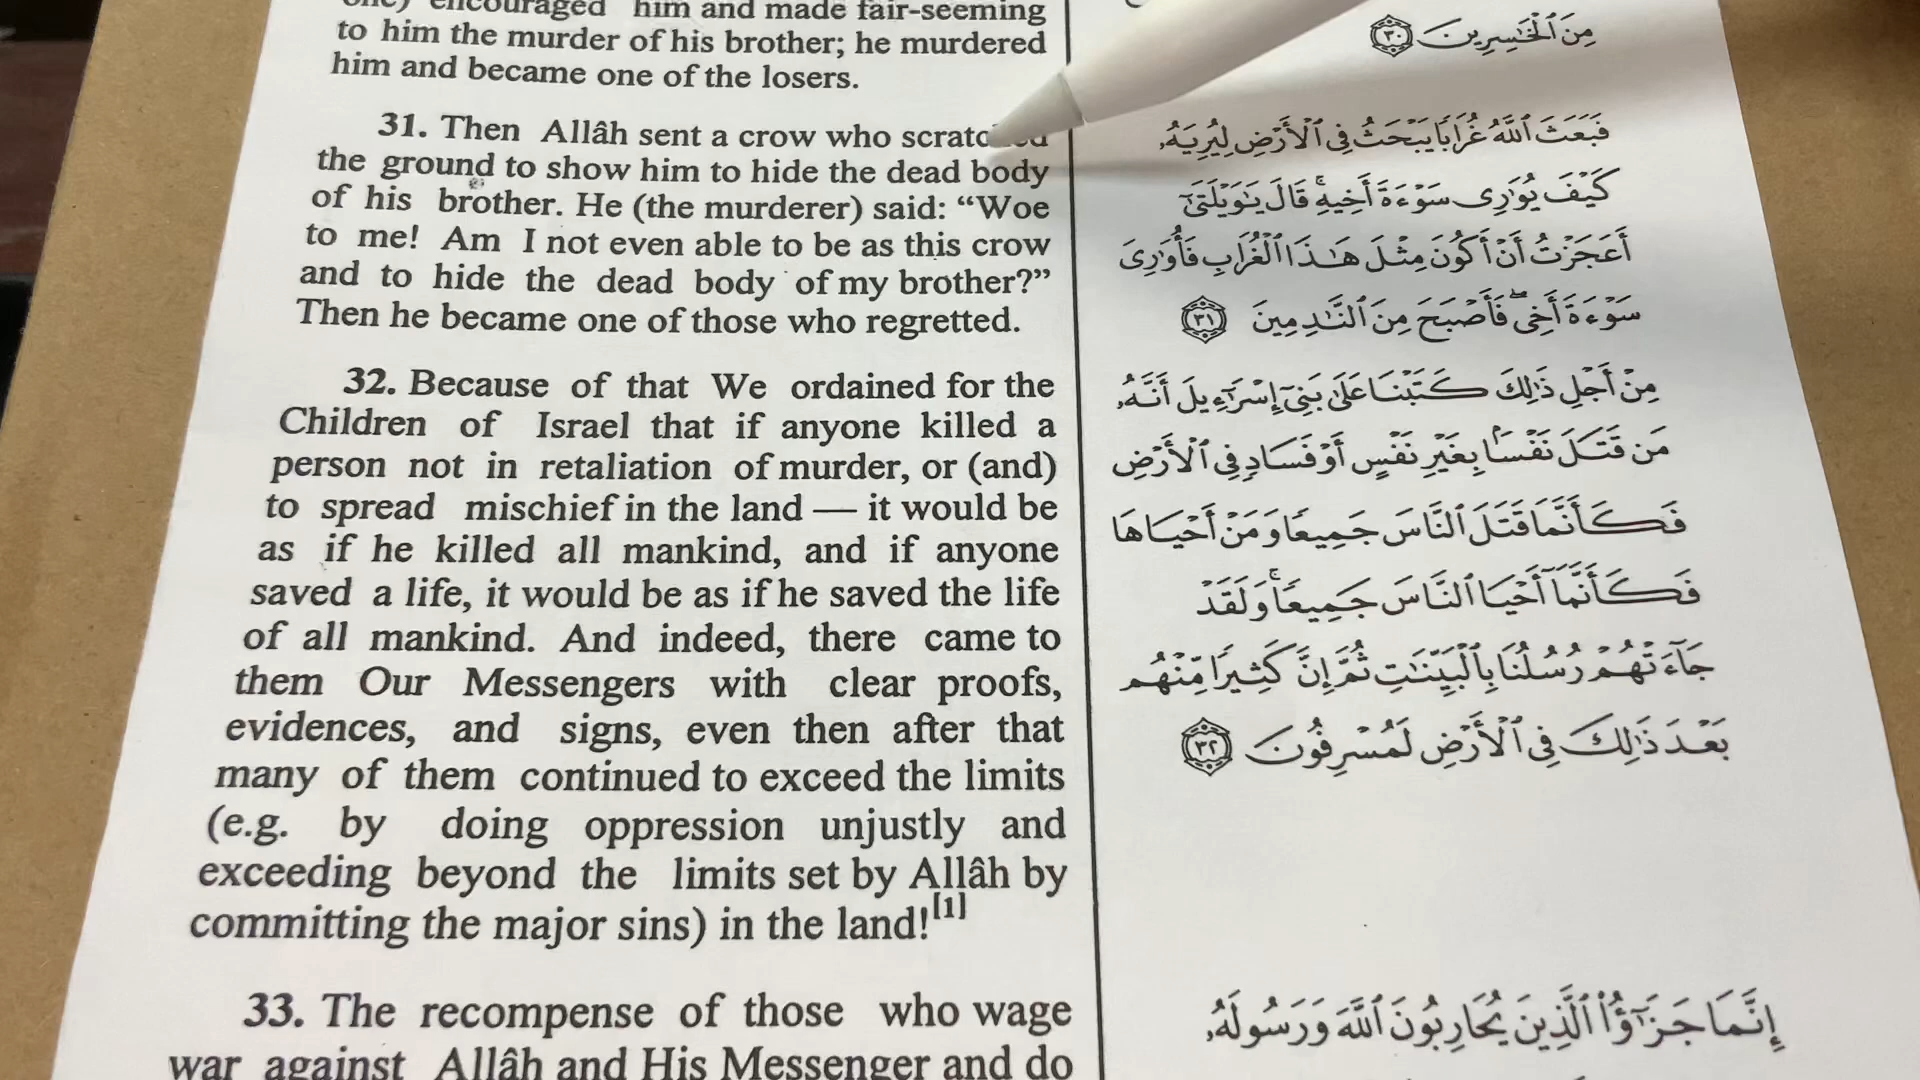 encouraged him and made fair-seeming
to him the murder of his brother; he murdered
him and became one of the losers.
31. Then Allâh sent a crow who
the ground to show him to hide the dead body
of his brother. He (the murderer) said: “Woe
to me! Am I not even able to be as this crow
and to hide the dead body of my brother?”
Then he became one of those who regretted.
32. Because of that We ordained for the
Children of Israel that if anyone killed a
person not in retaliation of murder, or (and)
to spread mischief in the land — it would be
as if he killed all mankind, and if anyone
saved a life, it would be as if he saved the life
of all mankind. And indeed, there came to
them Our Messengers with clear proofs,
evidences, and signs, even then after that
many of them continued to exceed the limits
(e.g. by doing oppression unjustly and
exceeding beyond the limits set by Allâh by
committing the major sins) in the land![1]
33. The recompense of those who wage
war against Allâh and His Messenger and do
مِنَ ٱلْخَٰسِرِينَ ٣٠
فَبَعَثَ ٱللَّهُ غُرَابًا يَبْحَثُ فِى ٱلْأَرْضِ لِيُرِيَهُۥ
كَيْفَ يُوَٰرِى سَوْءَةَ أَخِيهِ ۚ قَالَ يَٰوَيْلَتَىٰٓ
أَعَجَزْتُ أَنْ أَكُونَ مِثْلَ هَٰذَا ٱلْغُرَابِ فَأُوَٰرِىَ
سَوْءَةَ أَخِى ۖ فَأَصْبَحَ مِنَ ٱلنَّٰدِمِينَ ٣١
مِنْ أَجْلِ ذَٰلِكَ كَتَبْنَا عَلَىٰ بَنِىٓ إِسْرَٰٓءِيلَ أَنَّهُۥ
مَن قَتَلَ نَفْسًۢا بِغَيْرِ نَفْسٍ أَوْ فَسَادٍ فِى ٱلْأَرْضِ
فَكَأَنَّمَا قَتَلَ ٱلنَّاسَ جَمِيعًا وَمَنْ أَحْيَاهَا
فَكَأَنَّمَآ أَحْيَا ٱلنَّاسَ جَمِيعًا ۚ وَلَقَدْ
جَآءَتْهُمْ رُسُلُنَا بِٱلْبَيِّنَٰتِ ثُمَّ إِنَّ كَثِيرًا مِّنْهُم
بَعْدَ ذَٰلِكَ فِى ٱلْأَرْضِ لَمُسْرِفُونَ ٣٢
إِنَّمَا جَزَٰٓؤُا۟ ٱلَّذِينَ يُحَارِبُونَ ٱللَّهَ وَرَسُولَهُۥ